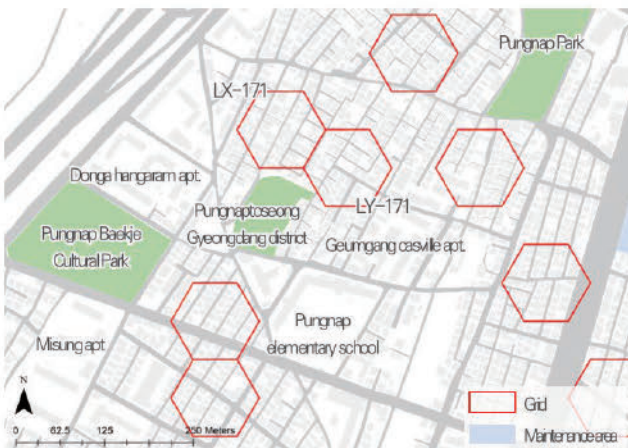 Pungnap Park
LX-171
Donga hangaram apt.
Pungnaptoseong
Gyeongdang district
LY-171
Geumgang casville apt.
Pungnap Baekje
Cultural Park
Pungnap
elementary school
Misung apt
N
0 62.5 125 250 Meters
Grid
Maintenance area